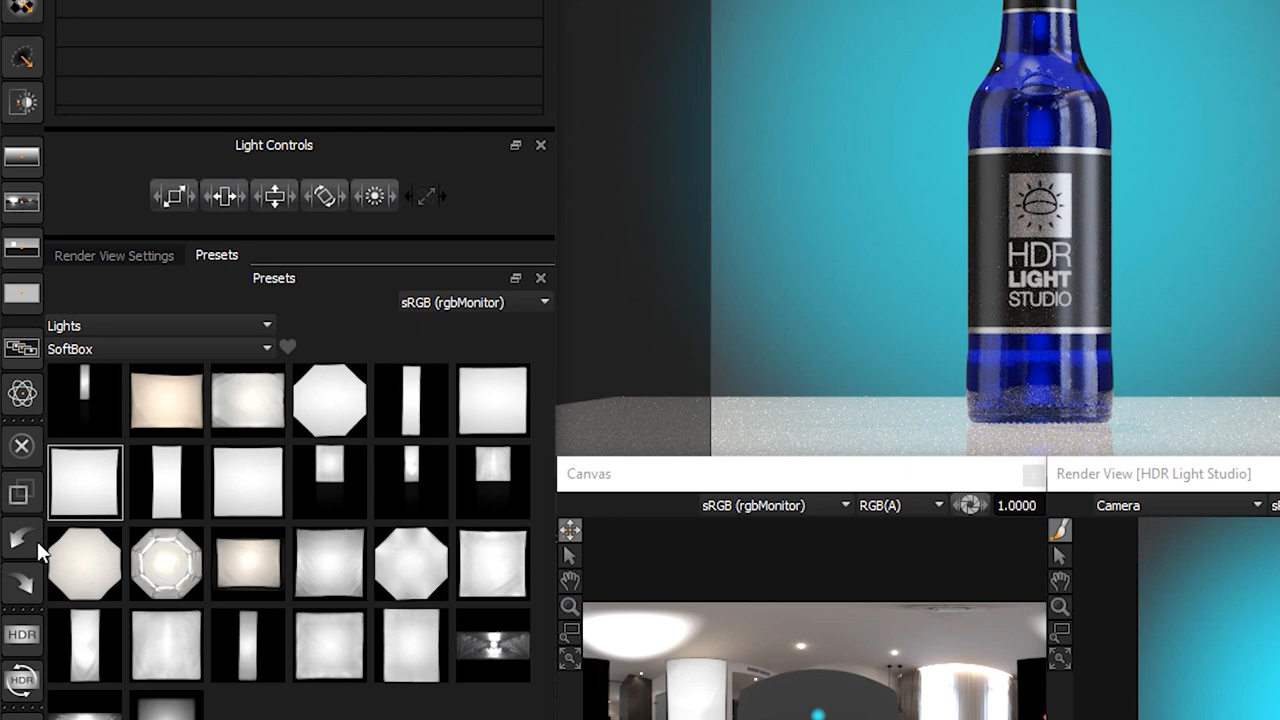 Light Controls
Render View Settings
Presets
Presets
sRGB (rgbMonitor)
Lights
SoftBox
HDR
HDR
HDR
LIGHT
STUDIO
Canvas
Render View [HDR Light Studio]
sRGB (rgbMonitor)
RGB(A)
1.0000
Camera
sR